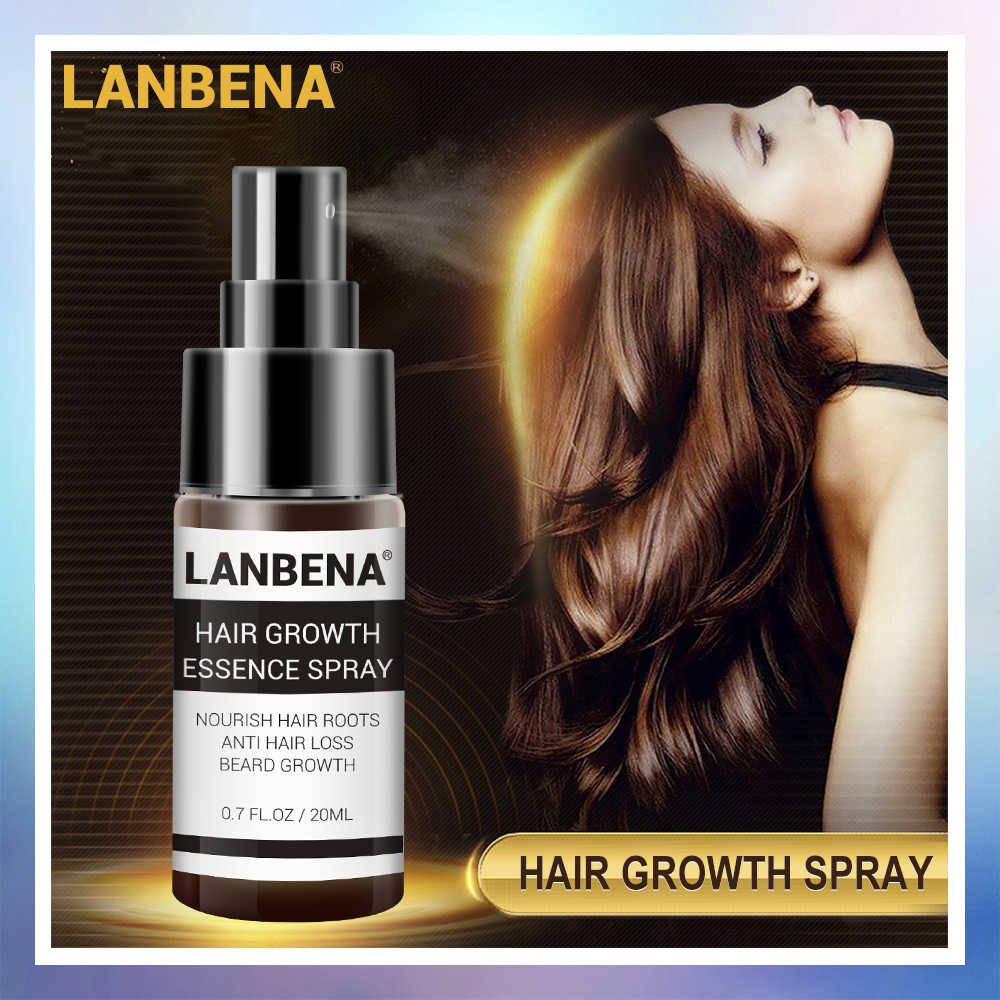 LANBENA®
LANBENA®
HAIR GROWTH
ESSENCE SPRAY
NOURISH HAIR ROOTS
ANTI HAIR LOSS
BEARD GROWTH
0.7 FL.OZ / 20ML
HAIR GROWTH SPRAY